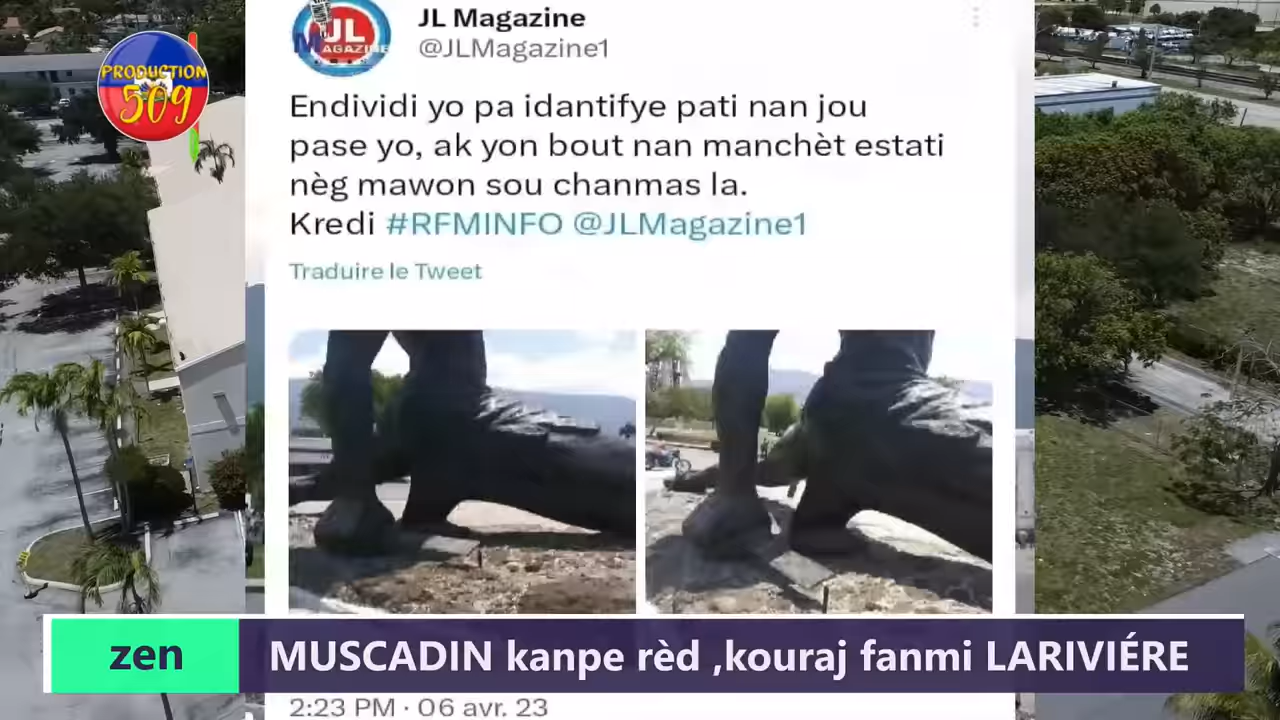 JL Magazine
@JLMagazine1
JL
MAGAZINE
PRODUCTION
509
Endividi yo pa idantifye pati nan jou
pase yo, ak yon bout nan manchèt estati
nèg mawon sou chanmas la.
Kredi #RFMINFO @JLMagazine1
Traduire le Tweet
zen
MUSCADIN kanpe rèd ,kouraj fanmi LARIVIÉRE
2:23 PM · 06 avr. 23